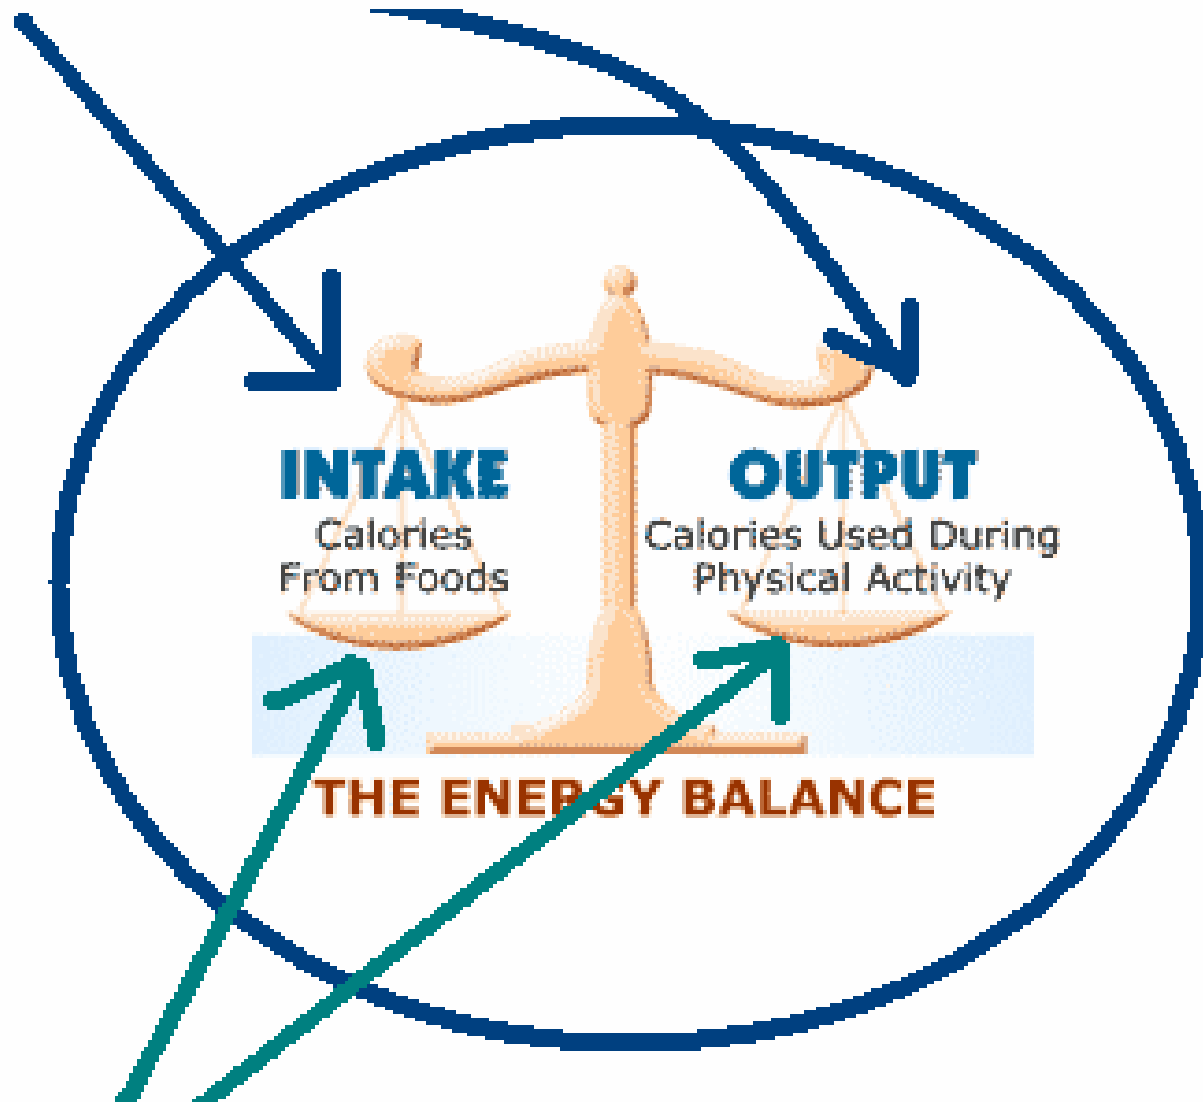 INTAKE
Calories
From Foods
OUTPUT
Calories Used During
Physical Activity
THE ENERGY BALANCE